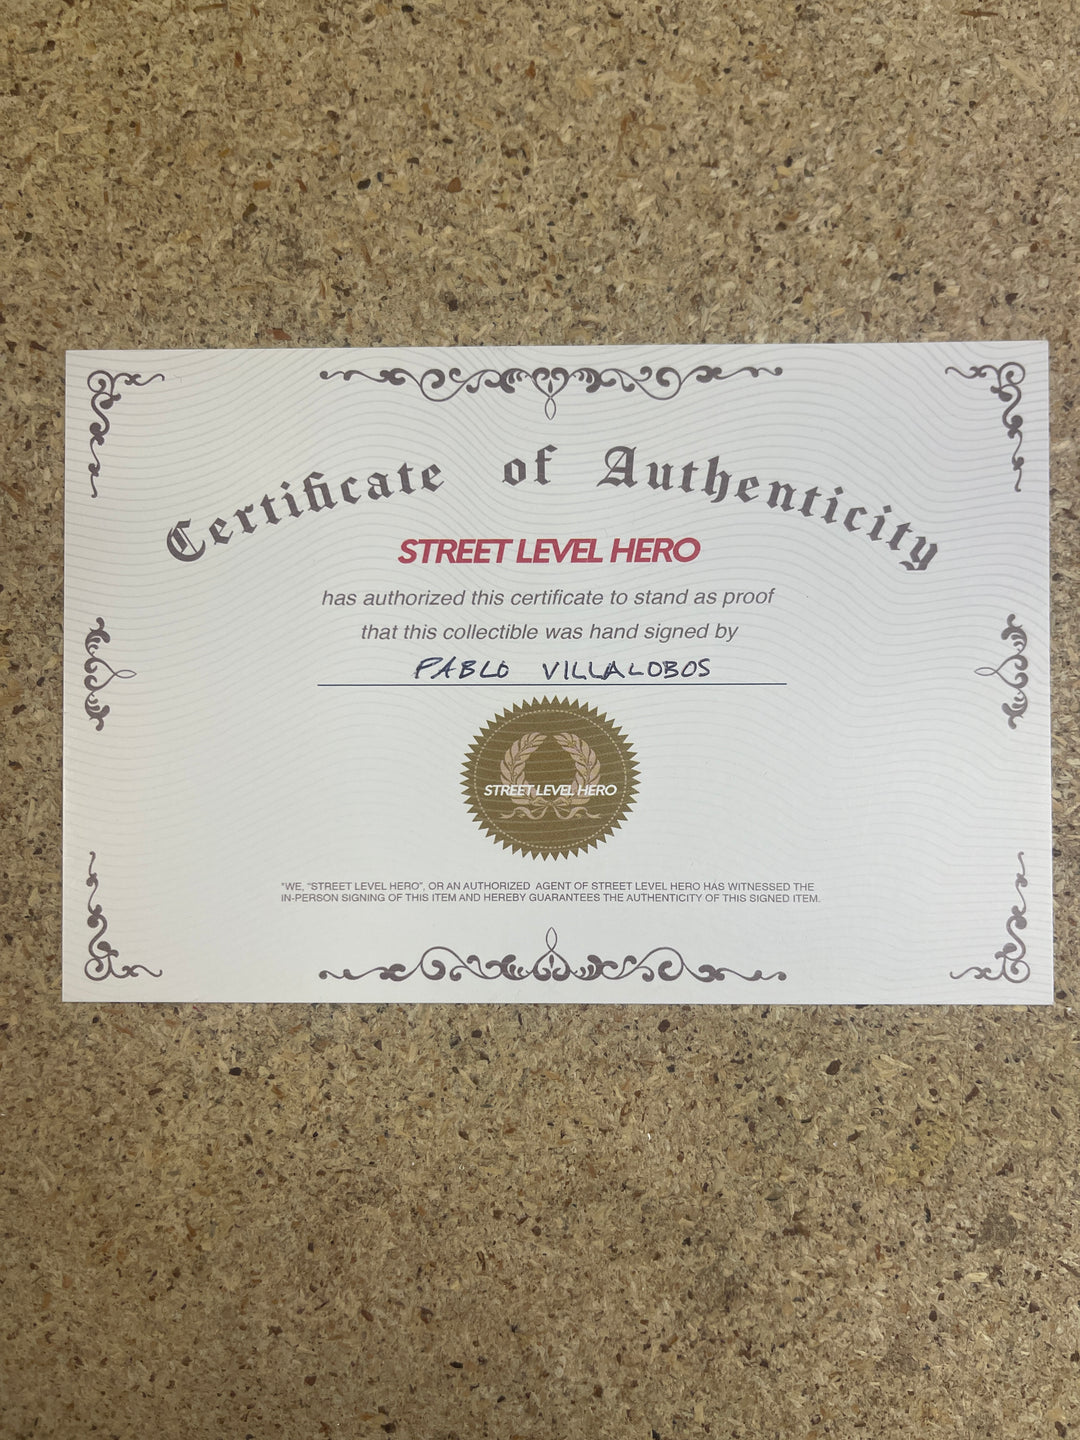 Certificate of Authenticity
STREET LEVEL HERO
has authorized this certificate to stand as proof
that this collectible was hand signed by
PABLO VILLALOBOS
STREET LEVEL HERO
"WE, "STREET LEVEL HERO", OR AN AUTHORIZED AGENT OF STREET LEVEL HERO HAS WITNESSED THE
IN-PERSON SIGNING OF THIS ITEM AND HEREBY GUARANTEES THE AUTHENTICITY OF THIS SIGNED ITEM.